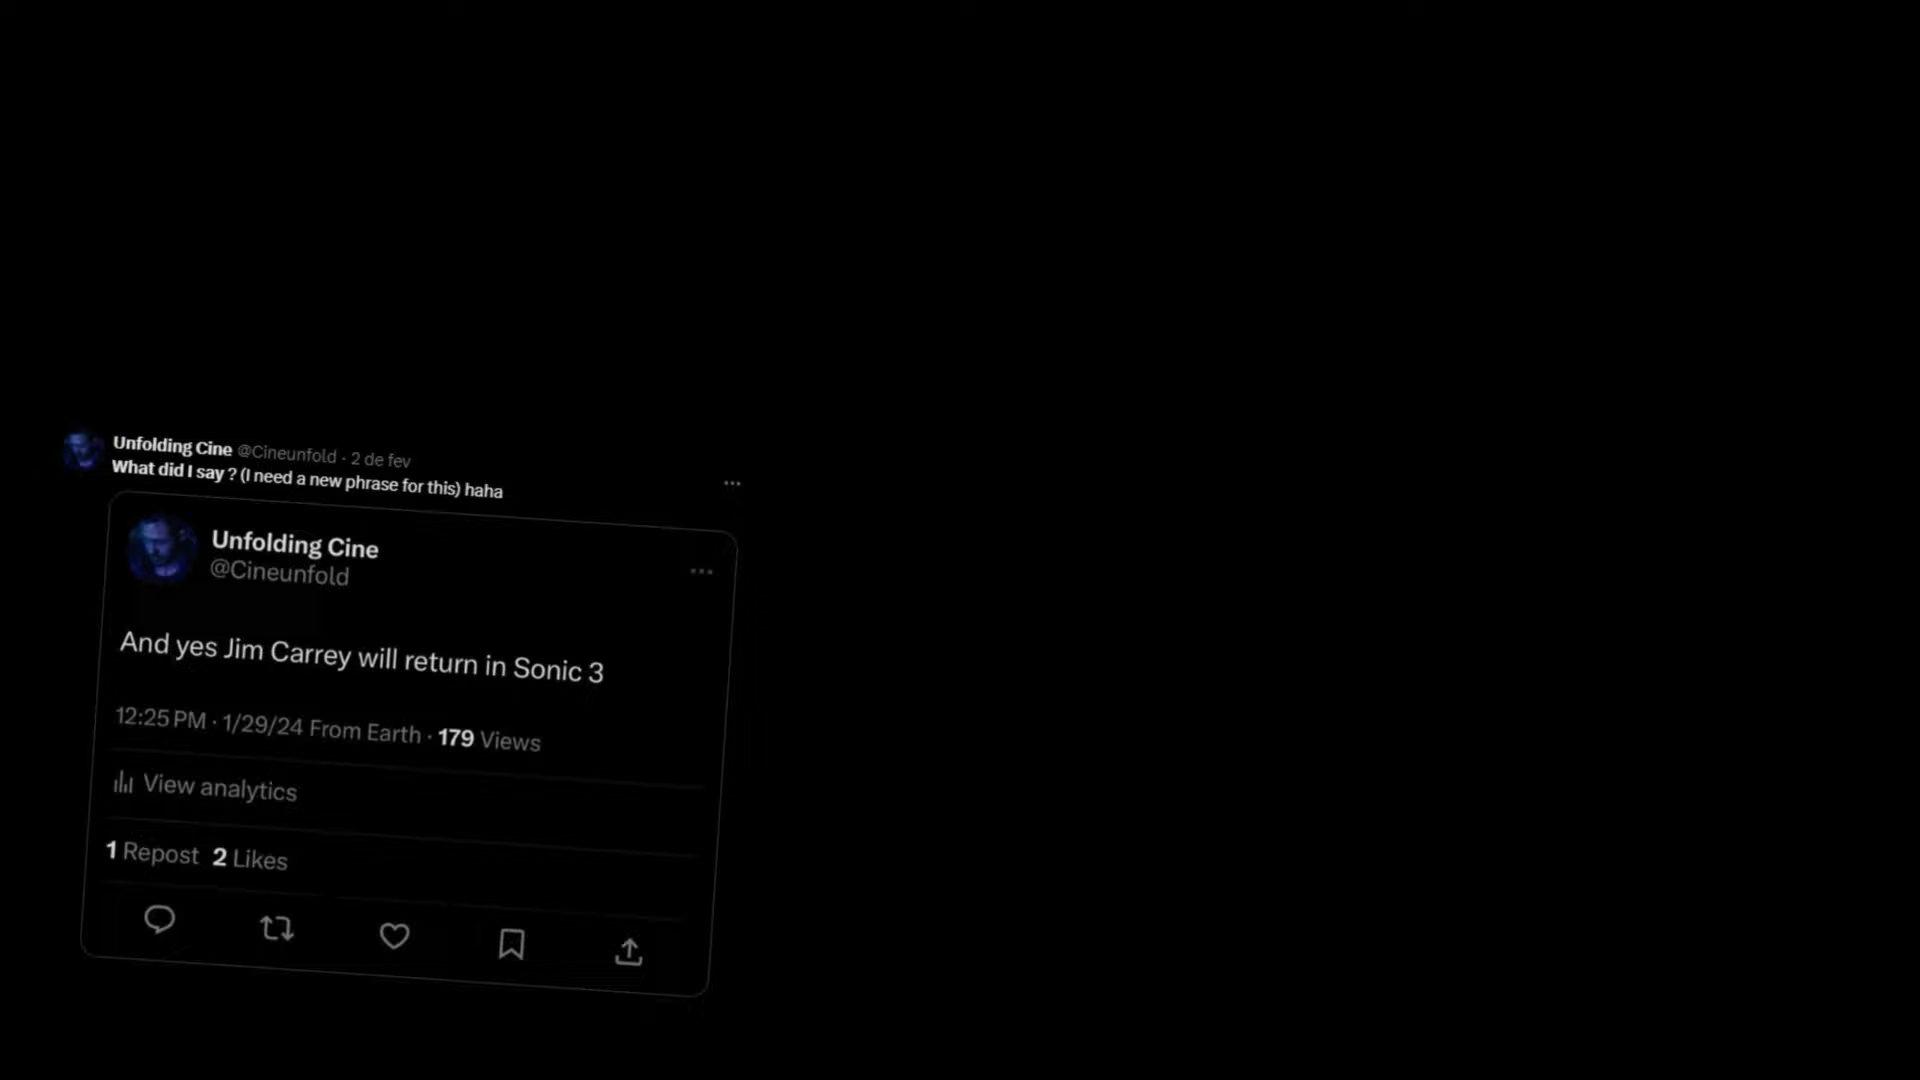 Unfolding Cine @Cineunfold · 2 de fev
What did I say ? (I need a new phrase for this) haha
Unfolding Cine
@Cineunfold
And yes Jim Carrey will return in Sonic 3
12:25 PM · 1/29/24 From Earth · 179 Views
View analytics
1 Repost 2 Likes